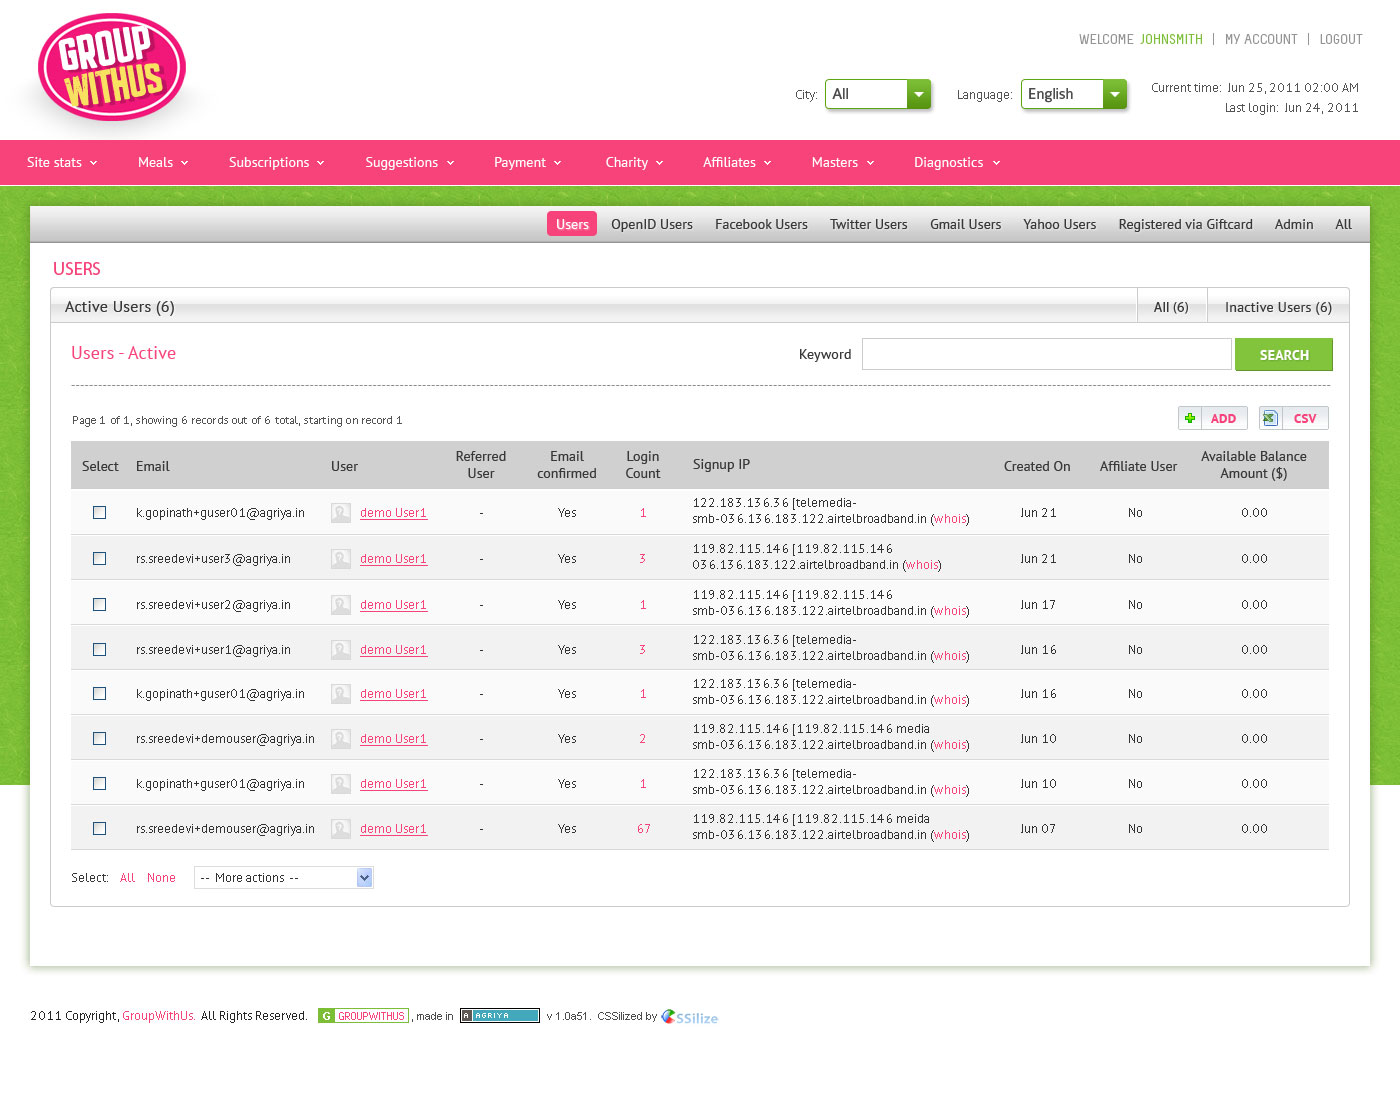 GROUP
WITHUS
WELCOME JOHNSMITH | MY ACCOUNT | LOGOUT
City: All Language: English Current time: Jun 25, 2011 02:00 AM
Last login: Jun 24, 2011
Site stats Meals Subscriptions Suggestions Payment Charity Affiliates Masters Diagnostics
Users OpenID Users Facebook Users Twitter Users Gmail Users Yahoo Users Registered via Giftcard Admin All
USERS
Active Users (6) All (6) Inactive Users (6)
Users - Active Keyword SEARCH
Page 1 of 1, showing 6 records out of 6 total, starting on record 1 ADD CSV
Select Email User Referred User Email confirmed Login Count Signup IP Created On Affiliate User Available Balance Amount ($)
k.gopinath+guser01@agriya.in demo User1 - Yes 1 122.183.136.36 [telemedia-
smb-036.136.183.122.airtelbroadband.in (whois) Jun 21 No 0.00
rs.sreedevi+user3@agriya.in demo User1 - Yes 3 119.82.115.146 [119.82.115.146
036.136.183.122.airtelbroadband.in (whois) Jun 21 No 0.00
rs.sreedevi+user2@agriya.in demo User1 - Yes 1 119.82.115.146 [119.82.115.146
smb-036.136.183.122.airtelbroadband.in (whois) Jun 17 No 0.00
rs.sreedevi+user1@agriya.in demo User1 - Yes 3 122.183.136.36 [telemedia-
smb-036.136.183.122.airtelbroadband.in (whois) Jun 16 No 0.00
k.gopinath+guser01@agriya.in demo User1 - Yes 1 122.183.136.36 [telemedia-
smb-036.136.183.122.airtelbroadband.in (whois) Jun 16 No 0.00
rs.sreedevi+demouser@agriya.in demo User1 - Yes 2 119.82.115.146 [119.82.115.146 media
smb-036.136.183.122.airtelbroadband.in (whois) Jun 10 No 0.00
k.gopinath+guser01@agriya.in demo User1 - Yes 1 122.183.136.36 [telemedia-
smb-036.136.183.122.airtelbroadband.in (whois) Jun 10 No 0.00
rs.sreedevi+demouser@agriya.in demo User1 - Yes 67 119.82.115.146 [119.82.115.146 meida
smb-036.136.183.122.airtelbroadband.in (whois) Jun 07 No 0.00
Select: All None -- More actions --
2011 Copyright, GroupWithUs. All Rights Reserved. G GROUPWITHUS , made in A AGRIYA v 1.0a51. CSSilized by CSSilize